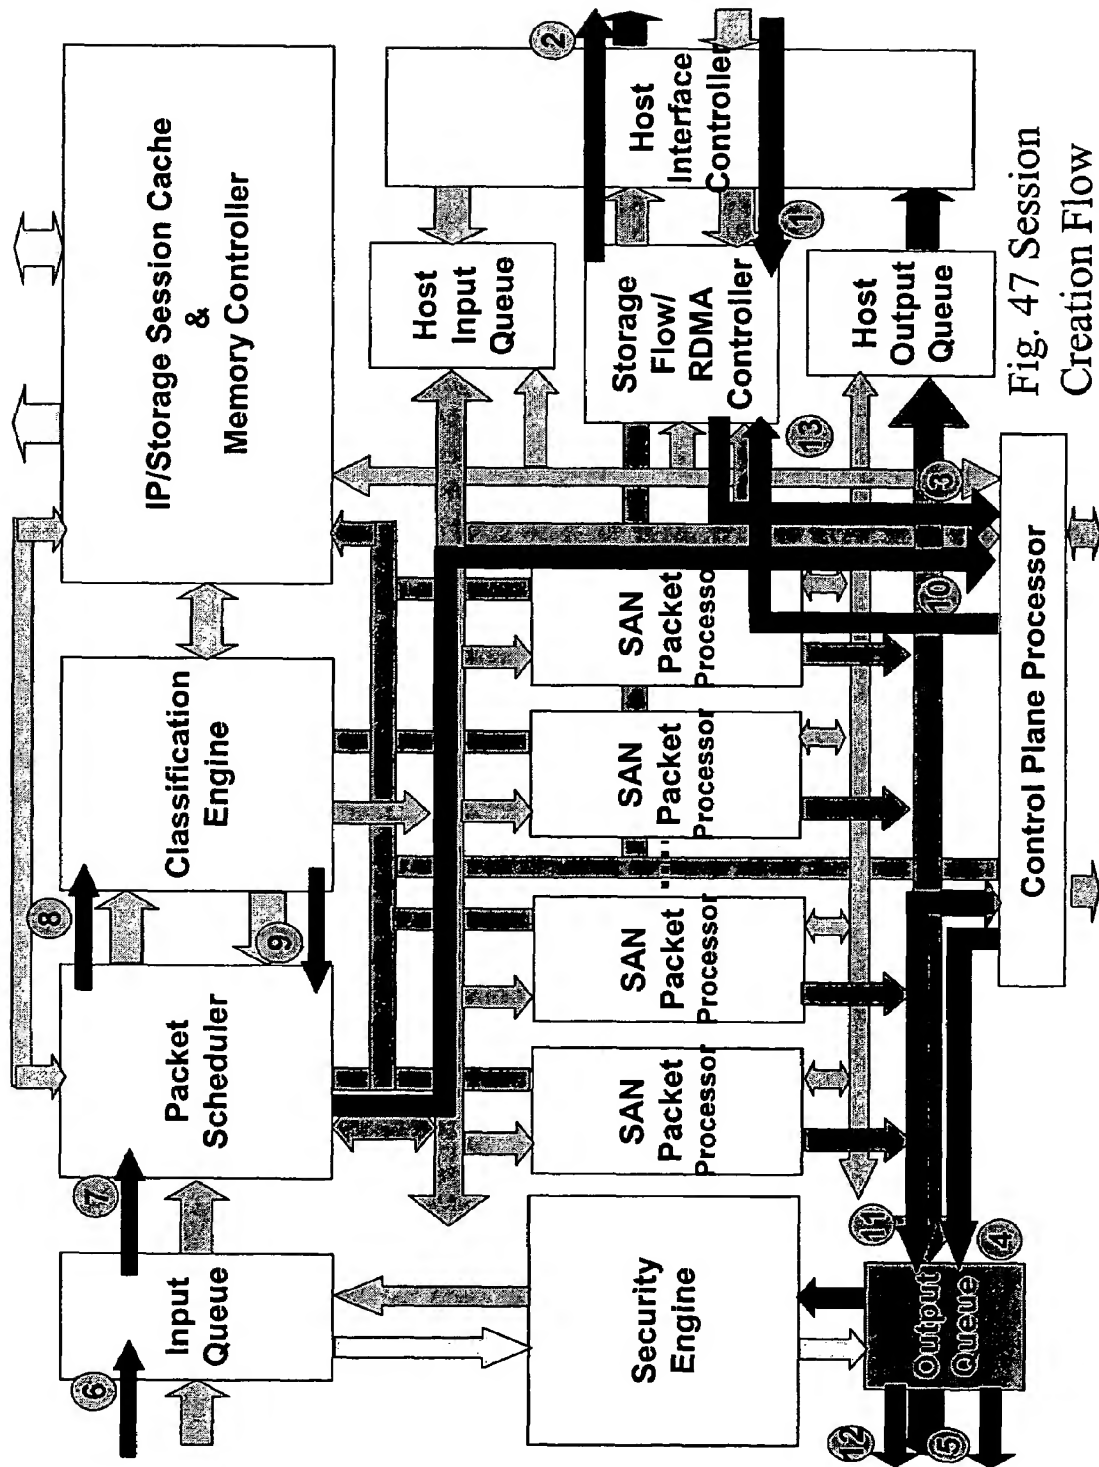 6
Input
Queue
7
Packet
Scheduler
8
9
Classification
Engine
IP/Storage Session Cache
&
Memory Controller
Security
Engine
SAN
Packet
Processor
SAN
Packet
Processor
SAN
Packet
Processor
SAN
Packet
Processor
Host
Input
Queue
Storage
Flow/
RDMA
Controller
Host
Output
Queue
Host
Interface
Controller
2
1
13
3
10
11
4
12
5
Output
Queue
Control Plane Processor
Fig. 47 Session
Creation Flow